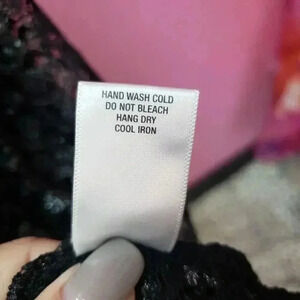 HAND WASH COLD
DO NOT BLEACH
HANG DRY
COOL IRON